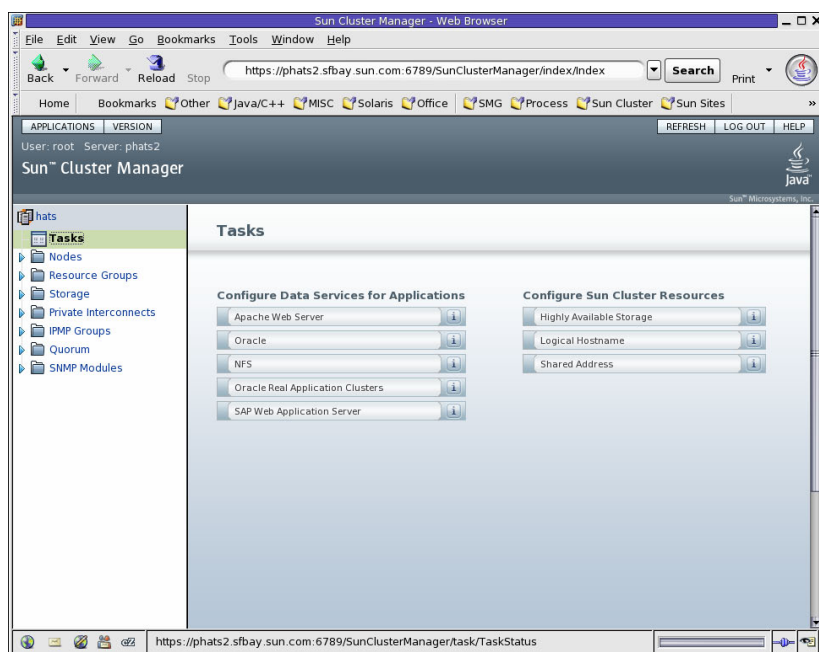 Sun Cluster Manager - Web Browser
File Edit View Go Bookmarks Tools Window Help
Back Forward Reload Stop https://phats2.sfbay.sun.com:6789/SunClusterManager/index/Index Search Print
Home Bookmarks Other Java/C++ MISC Solaris Office SMG Process Sun Cluster Sun Sites »
APPLICATIONS VERSION REFRESH LOG OUT HELP
User: root Server: phats2
Sun™ Cluster Manager
Java™
Sun™ Microsystems, Inc.
hats
Tasks
Nodes
Resource Groups
Storage
Private Interconnects
IPMP Groups
Quorum
SNMP Modules
Tasks
Configure Data Services for Applications
Apache Web Server i
Oracle i
NFS i
Oracle Real Application Clusters i
SAP Web Application Server i
Configure Sun Cluster Resources
Highly Available Storage i
Logical Hostname i
Shared Address i
https://phats2.sfbay.sun.com:6789/SunClusterManager/task/TaskStatus